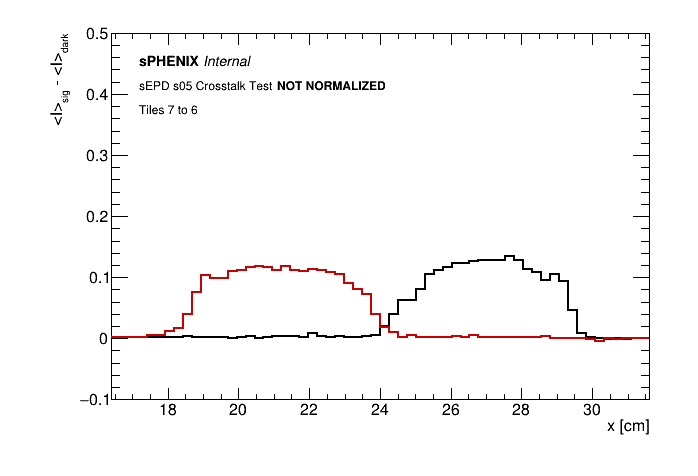 <I>sig - <I>dark
0.5
0.4
0.3
0.2
0.1
0
−0.1
sPHENIX Internal
sEPD s05 Crosstalk Test NOT NORMALIZED
Tiles 7 to 6
18 20 22 24 26 28 30
x [cm]